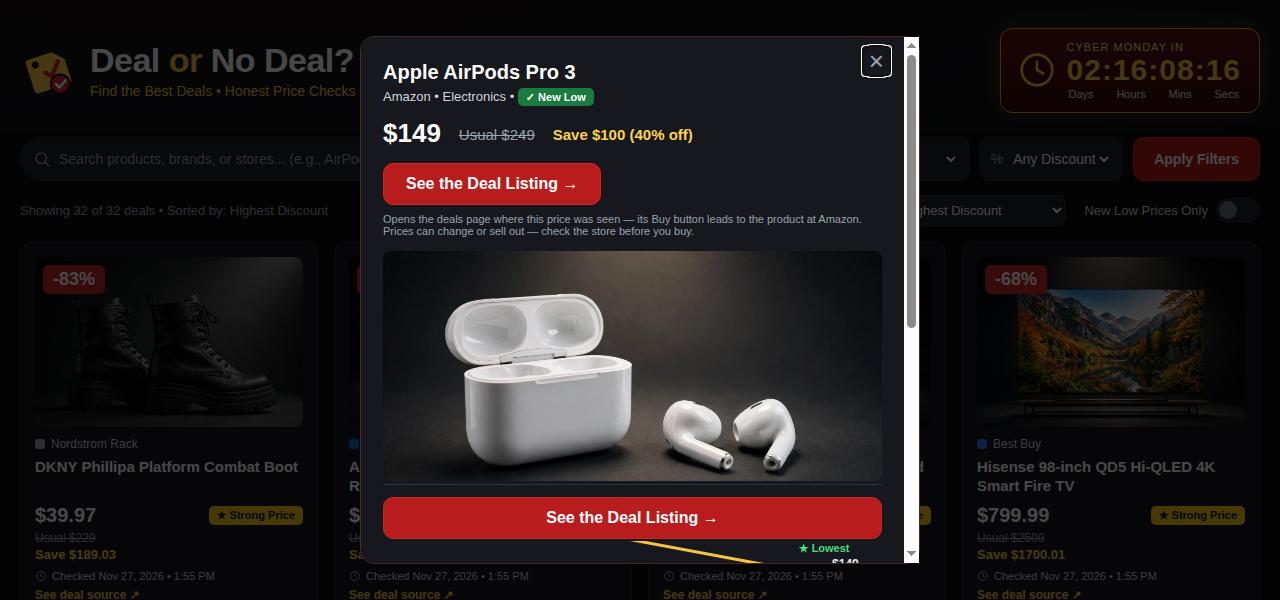 Deal or No Deal?
Find the Best Deals • Honest Price Checks
CYBER MONDAY IN
02:16:08:16
Days Hours Mins Secs
Search products, brands, or stores... (e.g., AirPo
% Any Discount
Apply Filters
Showing 32 of 32 deals • Sorted by: Highest Discount
ghest Discount
New Low Prices Only
Apple AirPods Pro 3
×
Amazon • Electronics • ✓ New Low
$149 Usual $249 Save $100 (40% off)
See the Deal Listing →
Opens the deals page where this price was seen — its Buy button leads to the product at Amazon.
Prices can change or sell out — check the store before you buy.
See the Deal Listing →
★ Lowest
$149
-83%
Nordstrom Rack
DKNY Phillipa Platform Combat Boot
$39.97
★ Strong Price
Usual $229
Save $189.03
Checked Nov 27, 2026 • 1:55 PM
See deal source ↗
Checked Nov 27, 2026 • 1:55 PM
See deal source ↗
Checked Nov 27, 2026 • 1:55 PM
See deal source ↗
-68%
Best Buy
Hisense 98-inch QD5 Hi-QLED 4K
Smart Fire TV
$799.99
★ Strong Price
Usual $2500
Save $1700.01
Checked Nov 27, 2026 • 1:55 PM
See deal source ↗